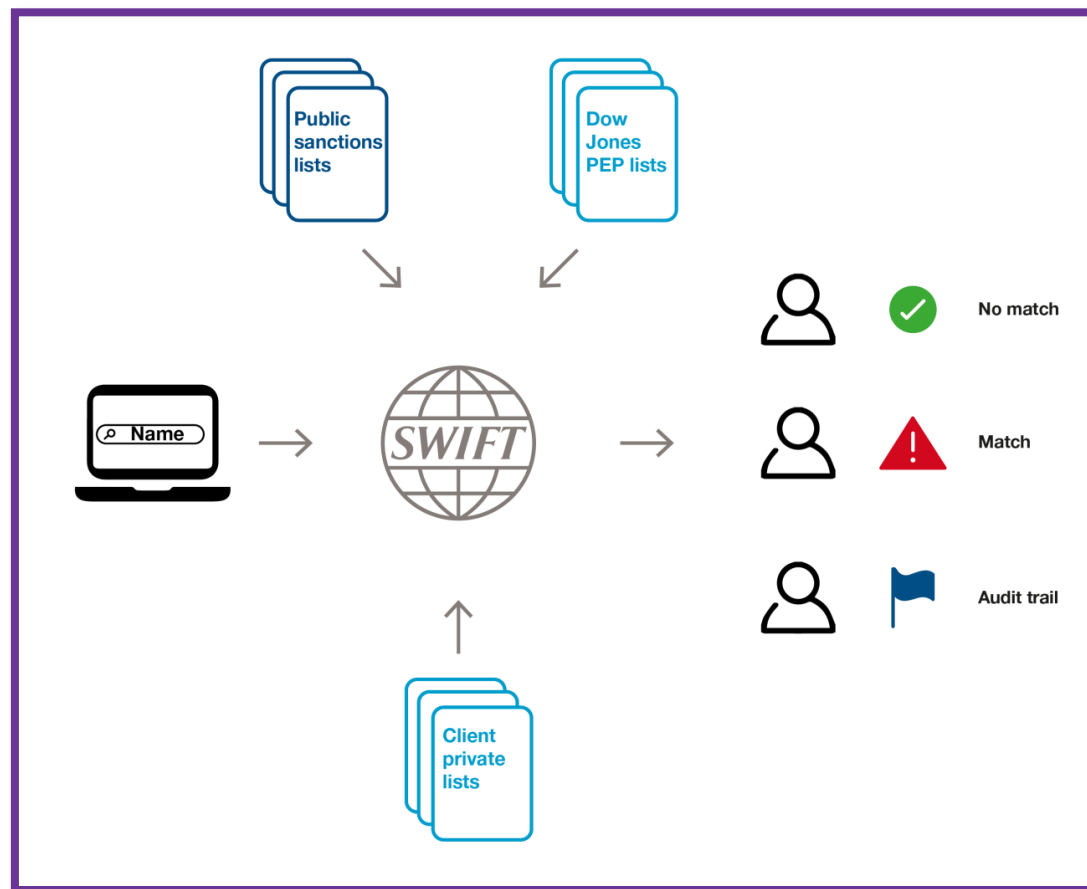 Public
sanctions
lists
Dow
Jones
PEP lists
No match
Name
SWIFT
Match
Audit trail
Client
private
lists